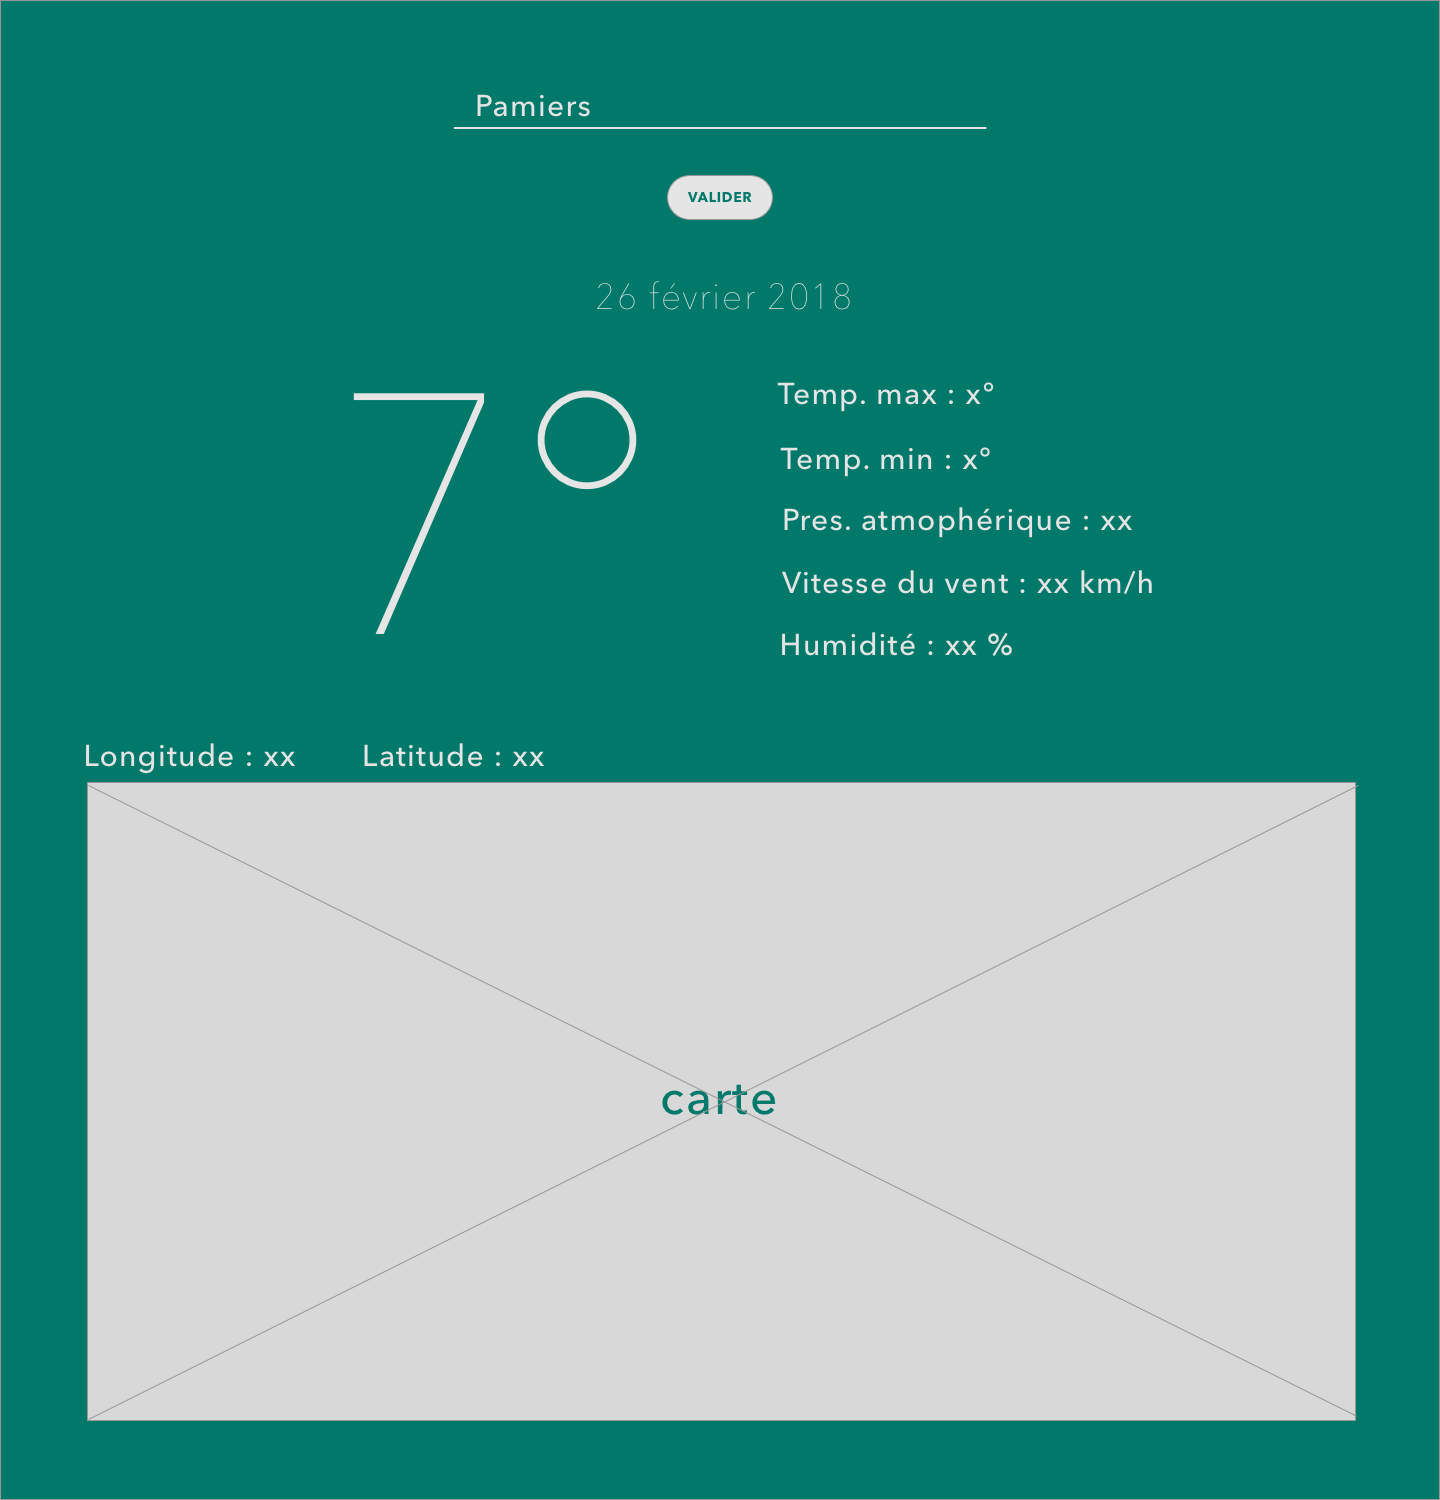 Pamiers
VALIDER
26 février 2018
7°
Temp. max : x°
Temp. min : x°
Pres. atmophérique : xx
Vitesse du vent : xx km/h
Humidité : xx %
Longitude : xx Latitude : xx
carte